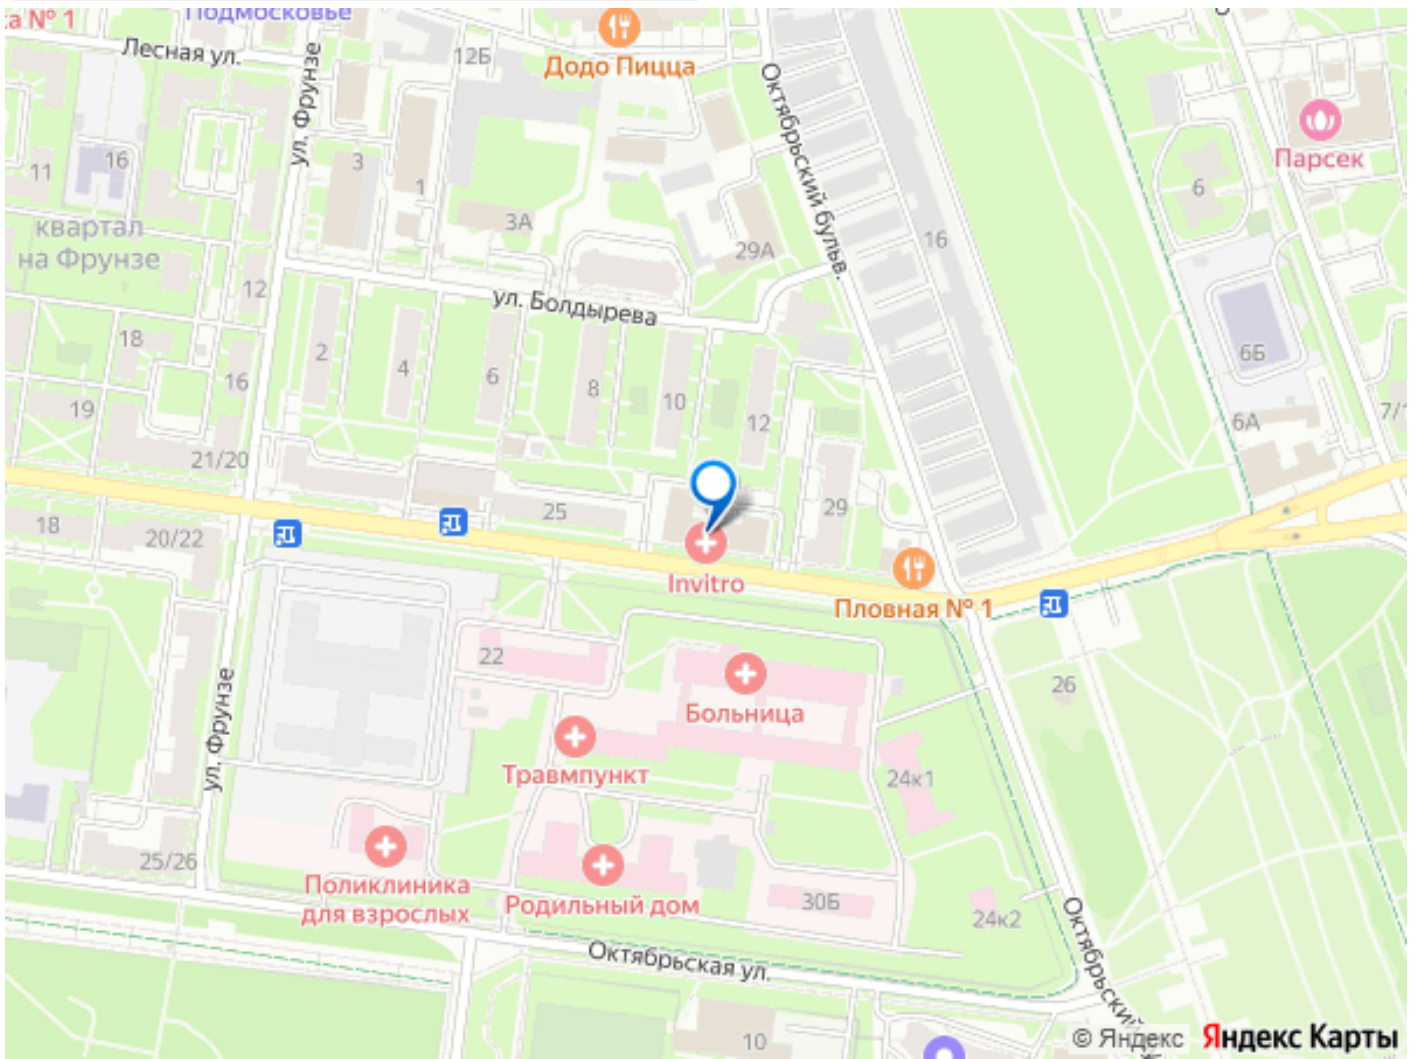 а № 1
Подмосковье
Лесная ул.
ул. Фрунзе
12Б
Додо Пицца
Октябрьский бульв.
Парсек
11
16
3
1
6
3А
29А
16
квартал
на Фрунзе
12
ул. Болдырева
18
2
4
6
8
10
12
16
19
6Б
6А
7/1
21/20
18
20/22
25
29
Invitro
Пловная № 1
22
Больница
26
ул. Фрунзе
Травмпункт
24к1
25/26
Поликлиника
для взрослых
Родильный дом
30Б
24к2
Октябрьская ул.
Октябрьский
10
© Яндекс Яндекс Карты